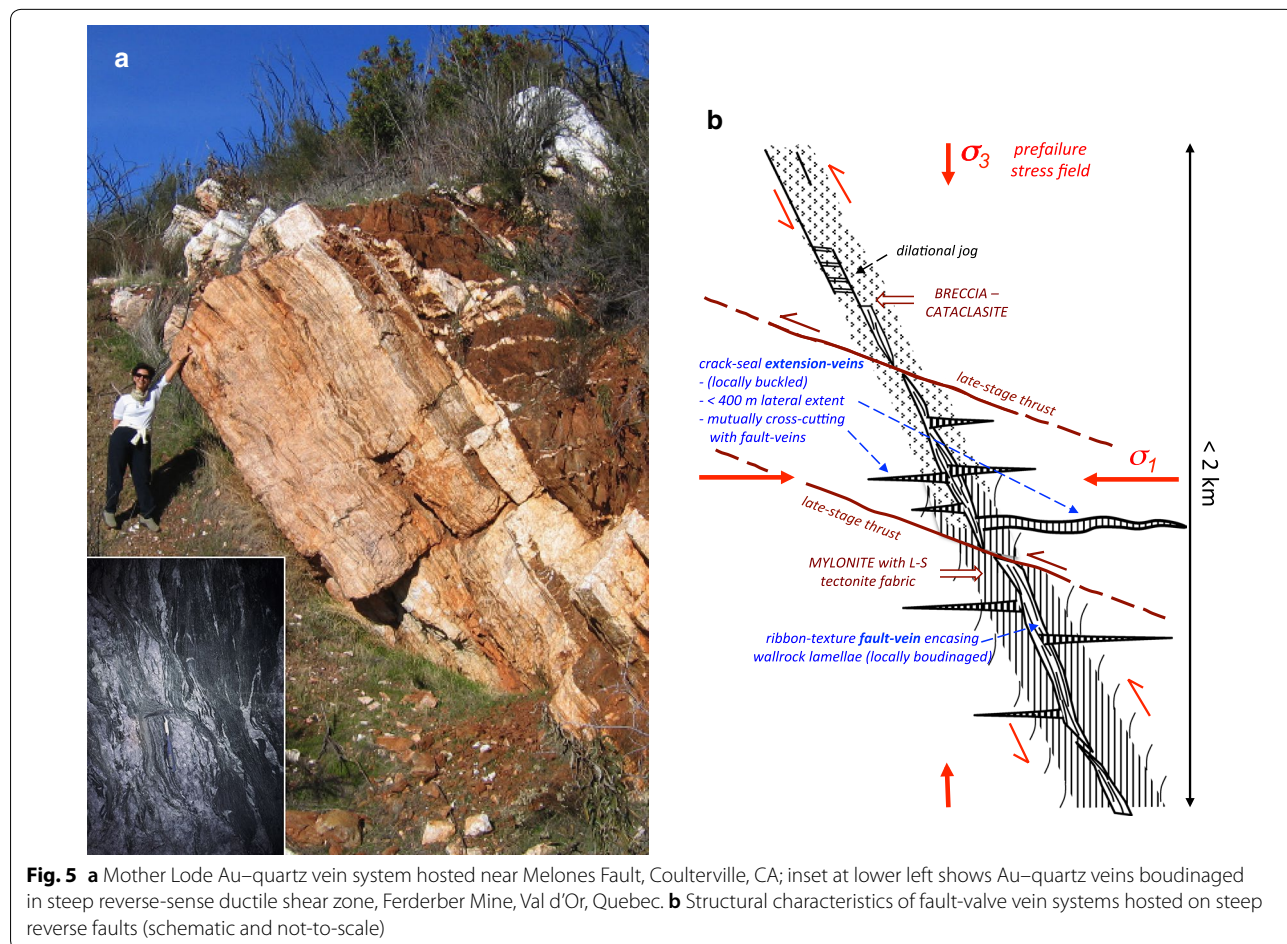 a
b
σ3 prefailure
stress field
dilational jog
BRECCIA –
CATACLASITE
crack-seal extension-veins
- (locally buckled)
- < 400 m lateral extent
- mutually cross-cutting
with fault-veins
late-stage thrust
σ1
< 2 km
late-stage thrust
MYLONITE with L-S
tectonite fabric
ribbon-texture fault-vein encasing
wallrock lamellae (locally boudinaged)
Fig. 5 a Mother Lode Au–quartz vein system hosted near Melones Fault, Coulterville, CA; inset at lower left shows Au–quartz veins boudinaged
in steep reverse-sense ductile shear zone, Ferderber Mine, Val d’Or, Quebec. b Structural characteristics of fault-valve vein systems hosted on steep
reverse faults (schematic and not-to-scale)